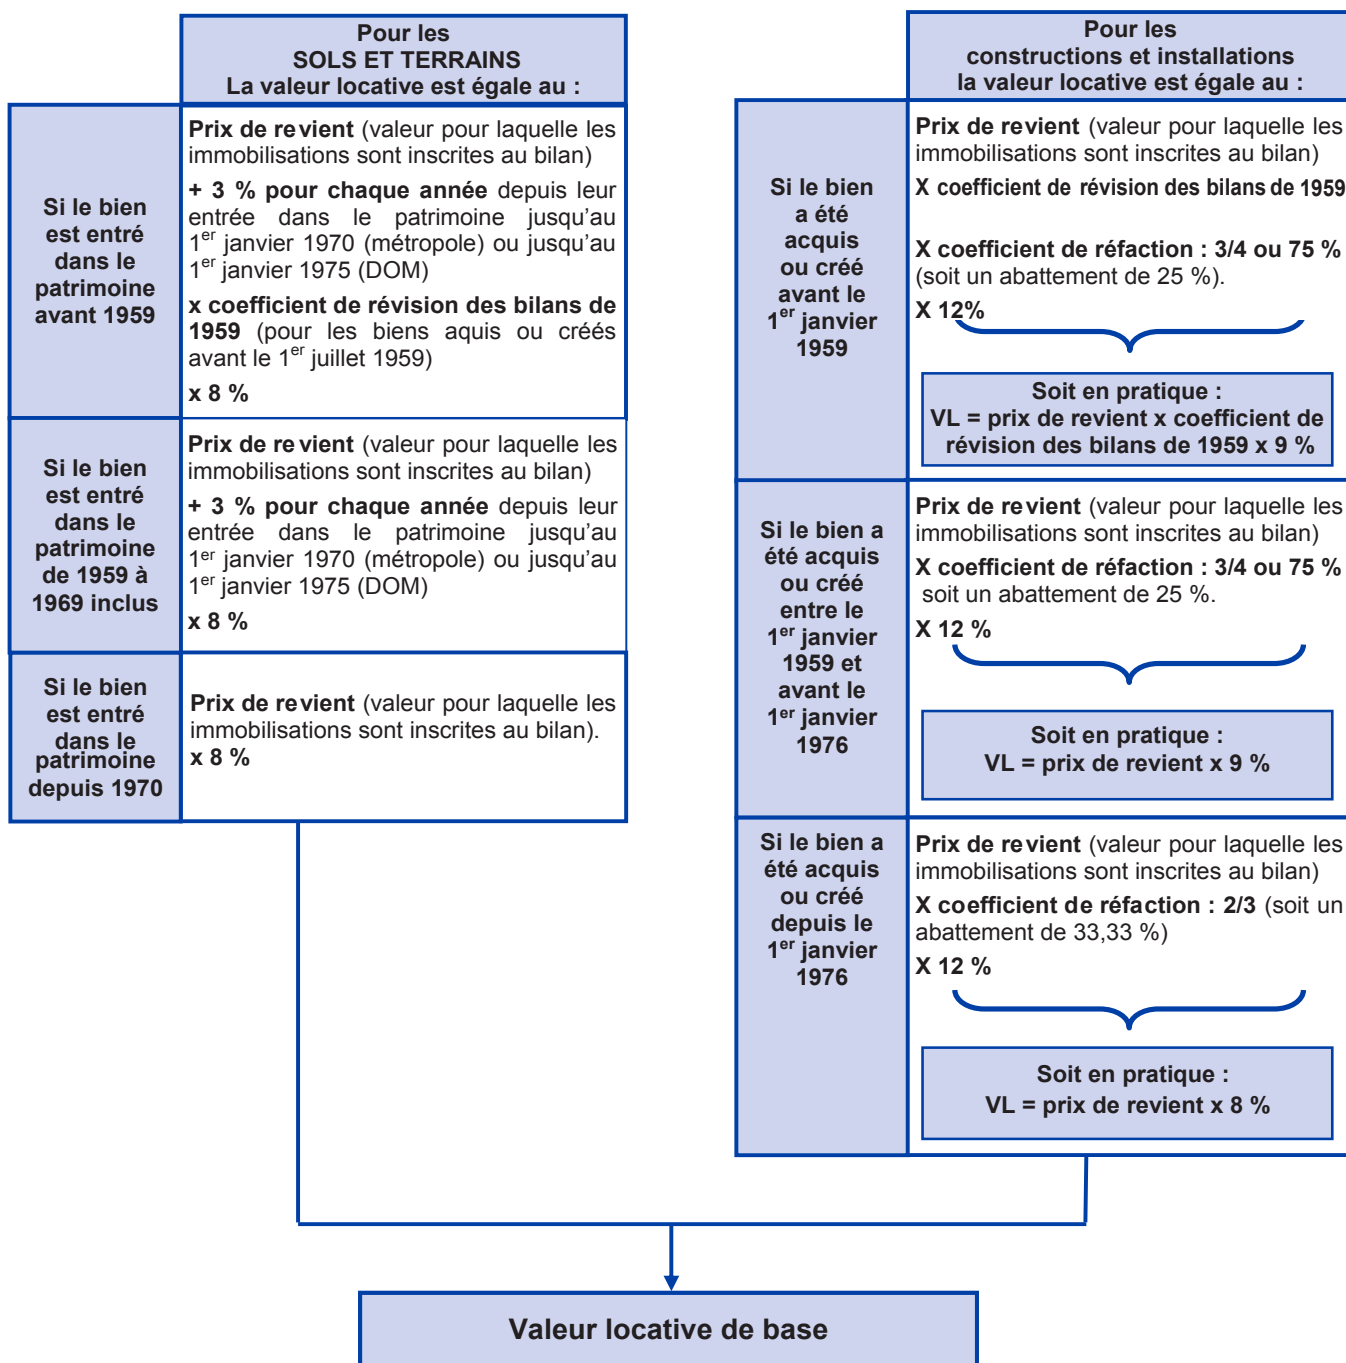 Pour les
SOLS ET TERRAINS
La valeur locative est égale au :
Si le bien
est entré
dans le
patrimoine
avant 1959
Prix de revient (valeur pour laquelle les
immobilisations sont inscrites au bilan)
+ 3 % pour chaque année depuis leur
entrée dans le patrimoine jusqu’au
1er janvier 1970 (métropole) ou jusqu’au
1er janvier 1975 (DOM)
x coefficient de révision des bilans de
1959 (pour les biens aquis ou créés
avant le 1er juillet 1959)
x 8 %
Si le bien
est entré
dans le
patrimoine
de 1959 à
1969 inclus
Prix de revient (valeur pour laquelle les
immobilisations sont inscrites au bilan)
+ 3 % pour chaque année depuis leur
entrée dans le patrimoine jusqu’au
1er janvier 1970 (métropole) ou jusqu’au
1er janvier 1975 (DOM)
x 8 %
Si le bien
est entré
dans le
patrimoine
depuis 1970
Prix de revient (valeur pour laquelle les
immobilisations sont inscrites au bilan).
x 8 %
Pour les
constructions et installations
la valeur locative est égale au :
Si le bien
a été
acquis
ou créé
avant le
1er janvier
1959
Prix de revient (valeur pour laquelle les
immobilisations sont inscrites au bilan)
X coefficient de révision des bilans de 1959
X coefficient de réfaction : 3/4 ou 75 %
(soit un abattement de 25 %).
X 12%
Soit en pratique :
VL = prix de revient x coefficient de
révision des bilans de 1959 x 9 %
Si le bien a
été acquis
ou créé
entre le
1er janvier
1959 et
avant le
1er janvier
1976
Prix de revient (valeur pour laquelle les
immobilisations sont inscrites au bilan)
X coefficient de réfaction : 3/4 ou 75 %
soit un abattement de 25 %.
X 12 %
Soit en pratique :
VL = prix de revient x 9 %
Si le bien a
été acquis
ou créé
depuis le
1er janvier
1976
Prix de revient (valeur pour laquelle les
immobilisations sont inscrites au bilan)
X coefficient de réfaction : 2/3 (soit un
abattement de 33,33 %)
X 12 %
Soit en pratique :
VL = prix de revient x 8 %
Valeur locative de base